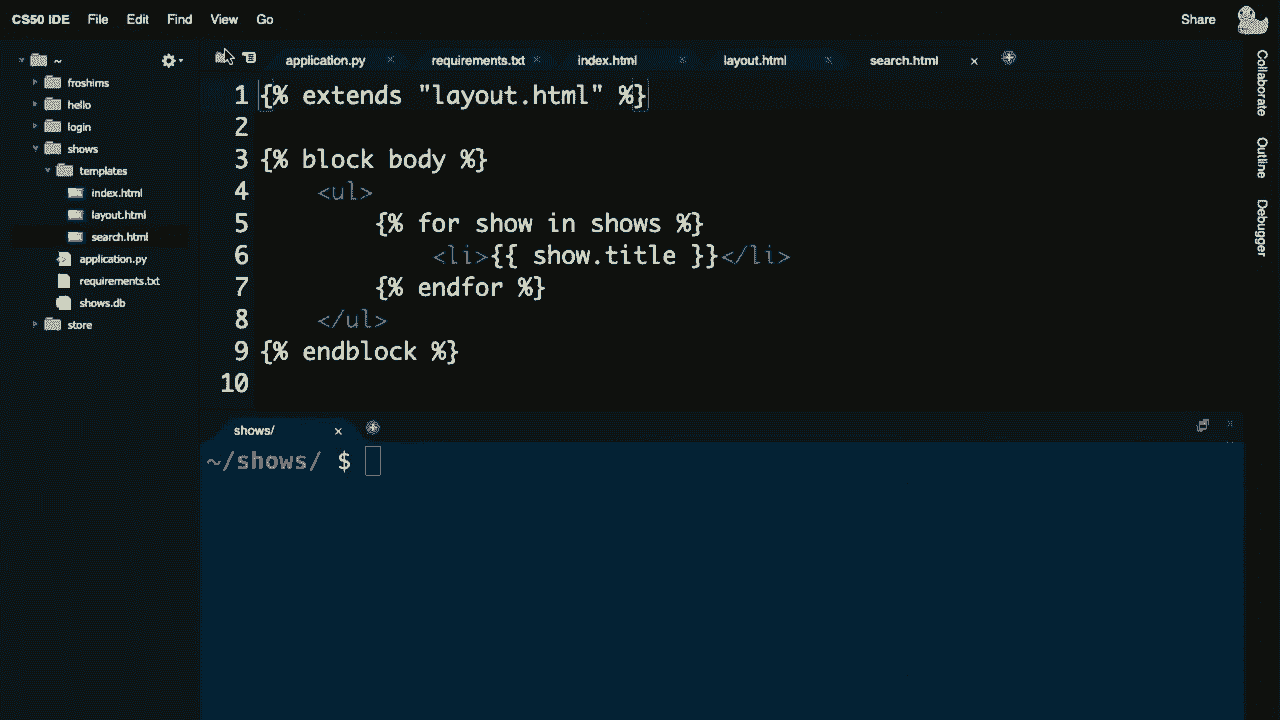 CS50 IDE File Edit Find View Go Share
~
froshims
hello
login
shows
templates
index.html
layout.html
search.html
application.py
requirements.txt
shows.db
store
application.py requirements.txt index.html layout.html search.html
1 {% extends "layout.html" %}
2
3 {% block body %}
4 <ul>
5 {% for show in shows %}
6 <li>{{ show.title }}</li>
7 {% endfor %}
8 </ul>
9 {% endblock %}
10
shows/
~/shows/ $
Collaborate
Outline
Debugger